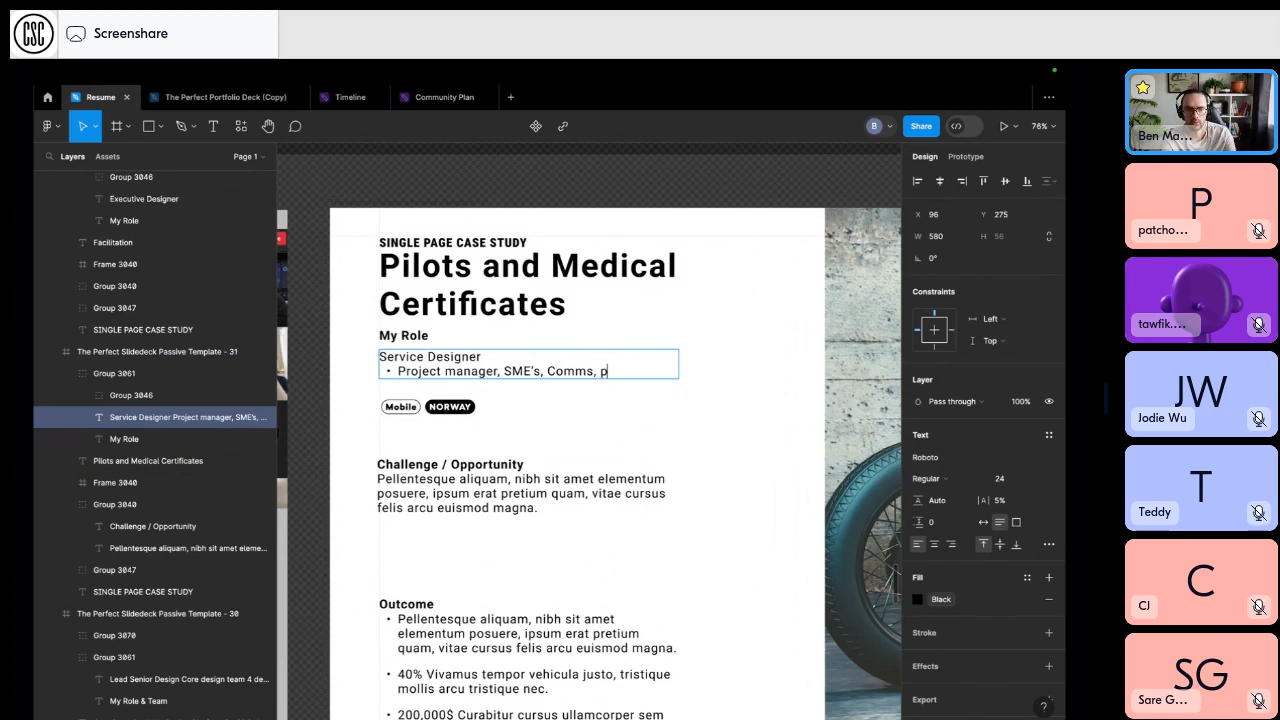 CSC
Screenshare
Resume
The Perfect Portfolio Deck (Copy)
Timeline
Community Plan
B
Share
76%
Layers
Assets
Page 1
Group 3046
Executive Designer
My Role
Facilitation
Frame 3040
Group 3040
Group 3047
SINGLE PAGE CASE STUDY
The Perfect Slidedeck Passive Template - 31
Group 3061
Group 3046
Service Designer Project manager, SME's, ...
My Role
Pilots and Medical Certificates
Frame 3040
Group 3040
Challenge / Opportunity
Pellentesque aliquam, nibh sit amet eleme...
Group 3047
SINGLE PAGE CASE STUDY
The Perfect Slidedeck Passive Template - 30
Group 3070
Group 3061
Lead Senior Design Core design team 4 de...
My Role & Team
SINGLE PAGE CASE STUDY
Pilots and Medical
Certificates
My Role
Service Designer
• Project manager, SME's, Comms, p
Mobile NORWAY
Challenge / Opportunity
Pellentesque aliquam, nibh sit amet elementum
posuere, ipsum erat pretium quam, vitae cursus
felis arcu euismod magna.
Outcome
• Pellentesque aliquam, nibh sit amet
elementum posuere, ipsum erat pretium
quam, vitae cursus felis arcu euismod magna.
• 40% Vivamus tempor vehicula justo, tristique
mollis arcu tristique nec.
• 200,000$ Curabitur cursus ullamcorper sem
Design
Prototype
X 96 Y 275
W 580 H 56
0°
Constraints
Left
Top
Layer
Pass through 100%
Text
Roboto
Regular 24
Auto |A| 5%
0
Fill
Black
Stroke
Effects
Export
?
Ben Ma...
P
patcho...
tawfik....
JW
Jodie Wu
T
Teddy
C
CJ
SG
Sare G...